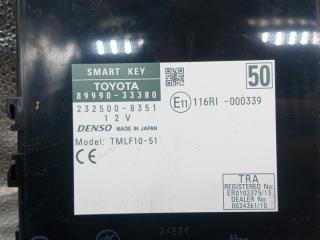 SMART KEY
TOYOTA
89990-33380
232500-8351
12V
DENSO MADE IN JAPAN
Model: TMLF10-51
CE
50
E11 116RI -000339
TRA
REGISTERED No:
ER0102375/13
DEALER No:
0034361/10